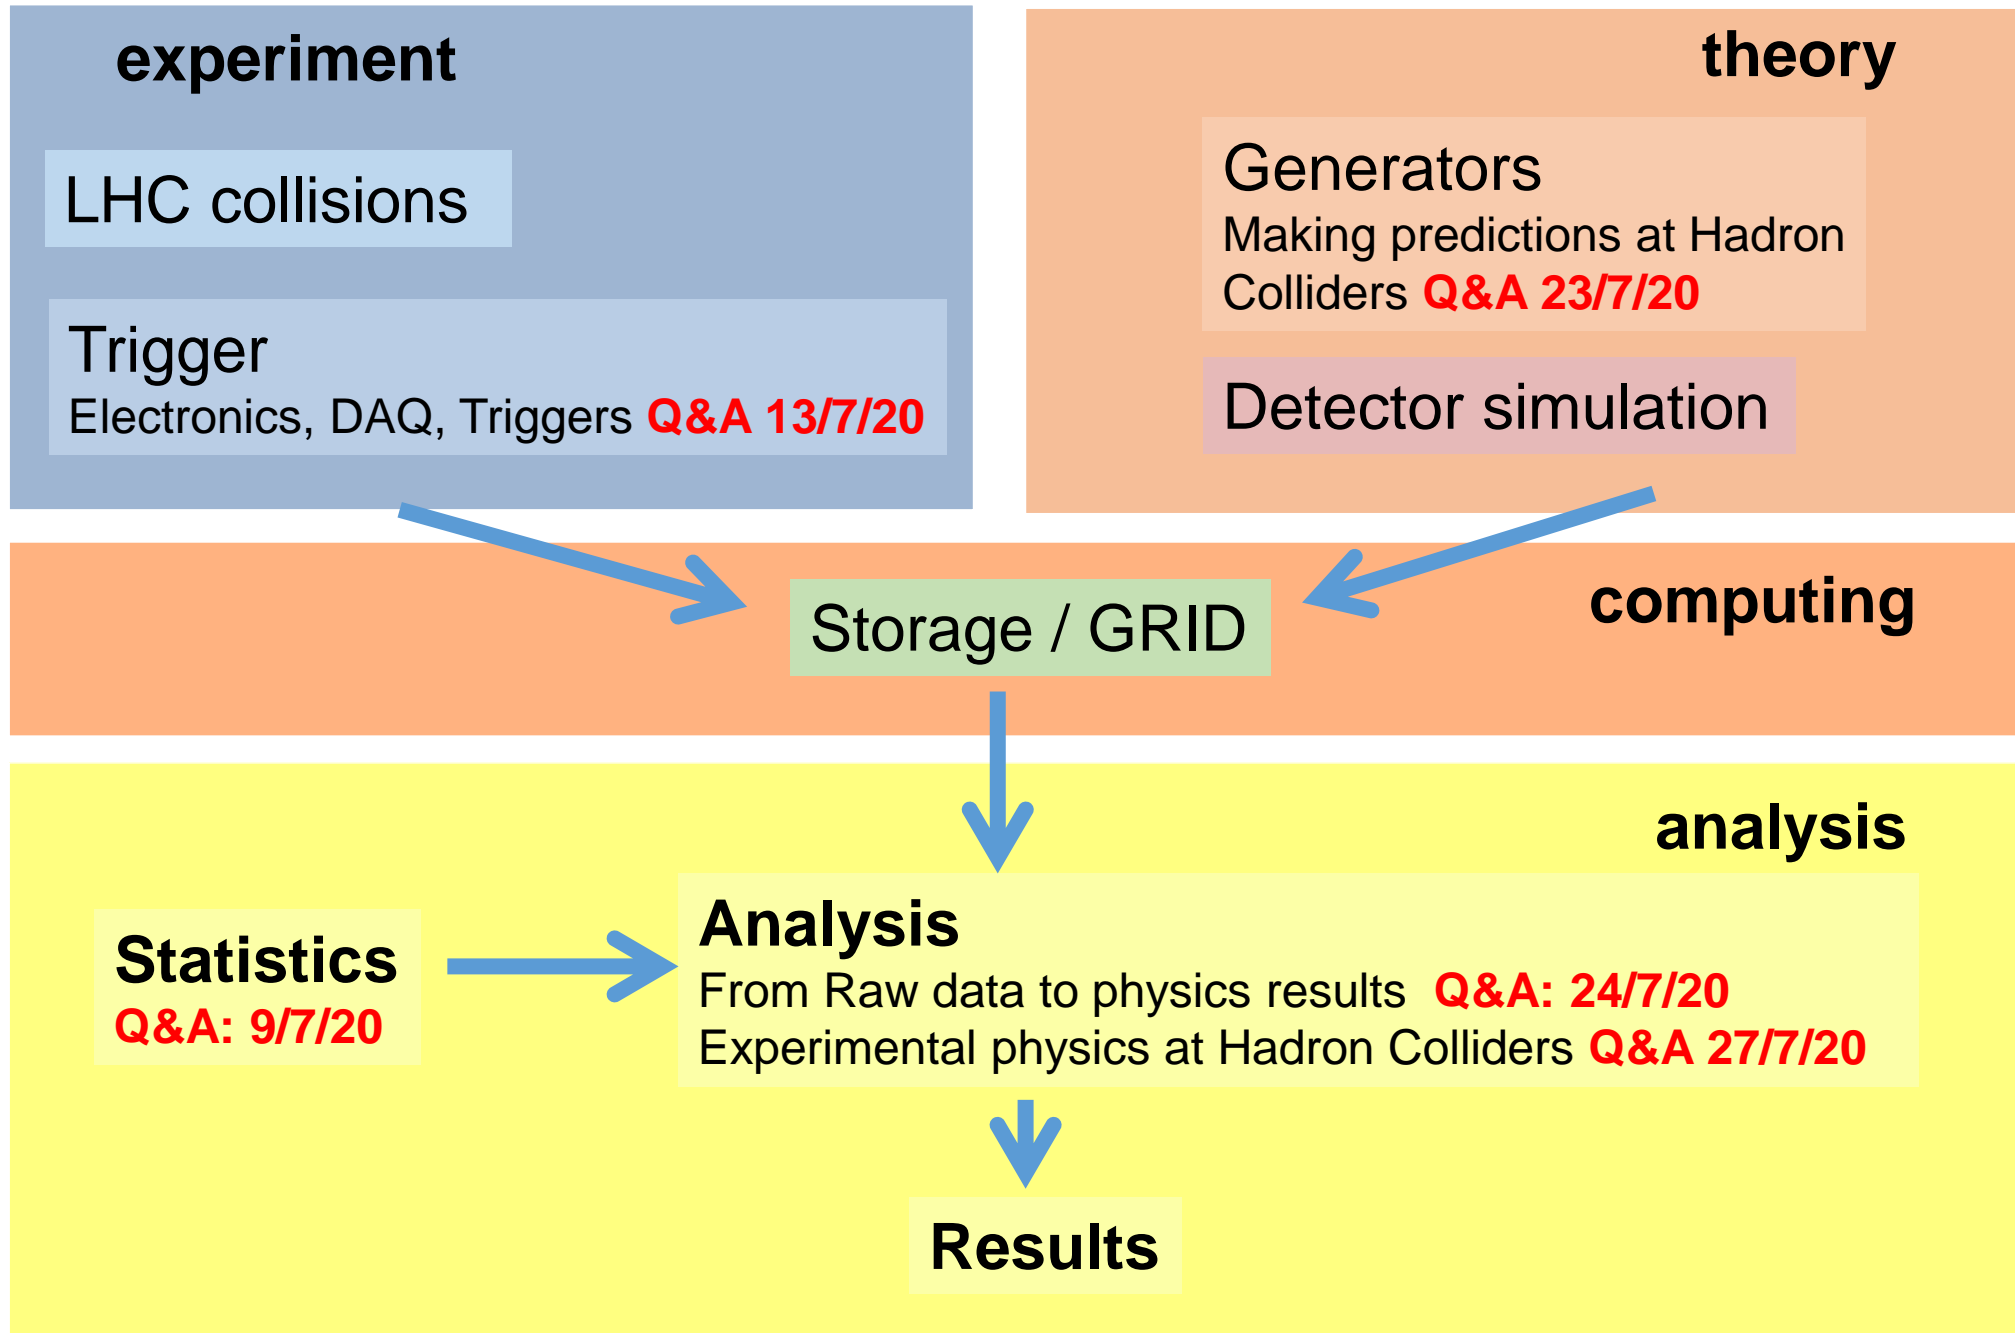 experiment
LHC collisions
Trigger
Electronics, DAQ, Triggers Q&A 13/7/20
theory
Generators
Making predictions at Hadron
Colliders Q&A 23/7/20
Detector simulation
computing
Storage / GRID
analysis
Statistics
Q&A: 9/7/20
Analysis
From Raw data to physics results Q&A: 24/7/20
Experimental physics at Hadron Colliders Q&A 27/7/20
Results